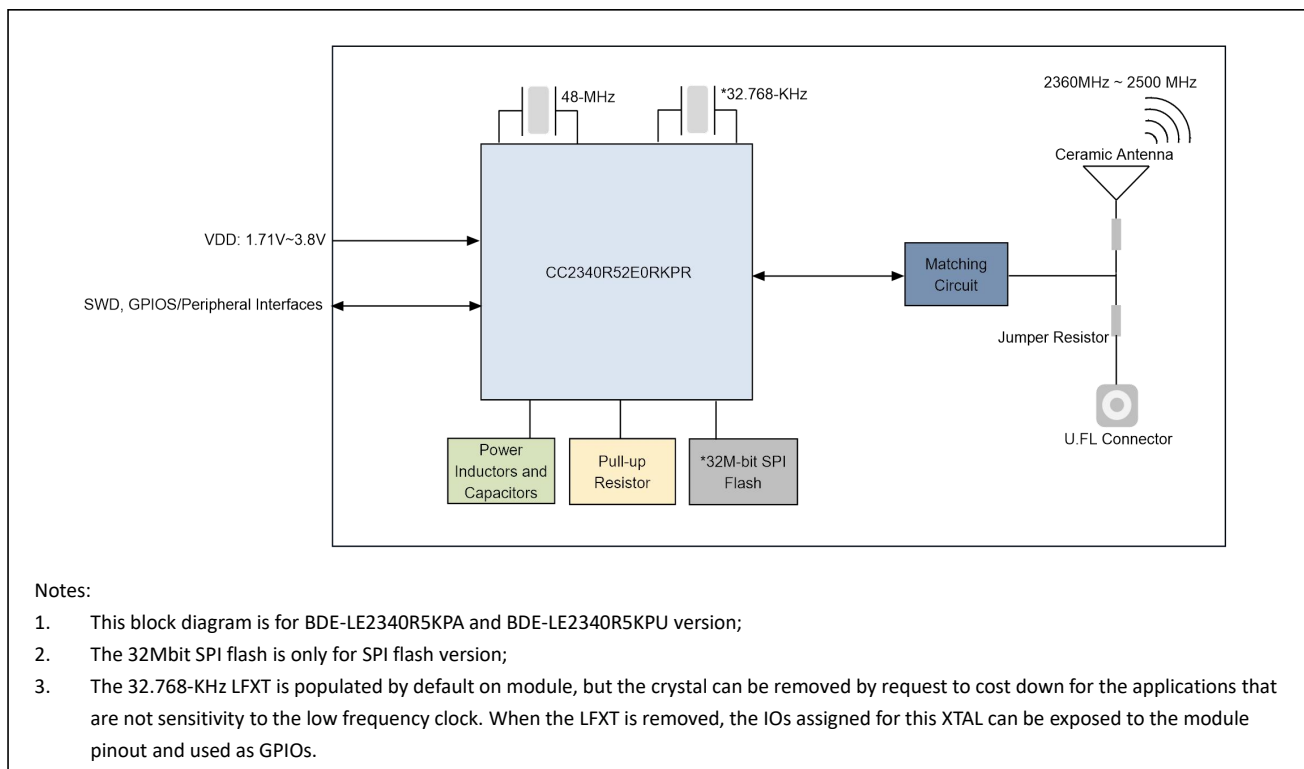 48-MHz
*32.768-KHz
2360MHz ~ 2500 MHz
Ceramic Antenna
VDD: 1.71V~3.8V
CC2340R52E0RKPR
Matching
Circuit
SWD, GPIOS/Peripheral Interfaces
Jumper Resistor
U.FL Connector
Power
Inductors and
Capacitors
Pull-up
Resistor
*32M-bit SPI
Flash
Notes:
1. This block diagram is for BDE-LE2340R5KPA and BDE-LE2340R5KPU version;
2. The 32Mbit SPI flash is only for SPI flash version;
3. The 32.768-KHz LFXT is populated by default on module, but the crystal can be removed by request to cost down for the applications that
are not sensitivity to the low frequency clock. When the LFXT is removed, the IOs assigned for this XTAL can be exposed to the module
pinout and used as GPIOs.